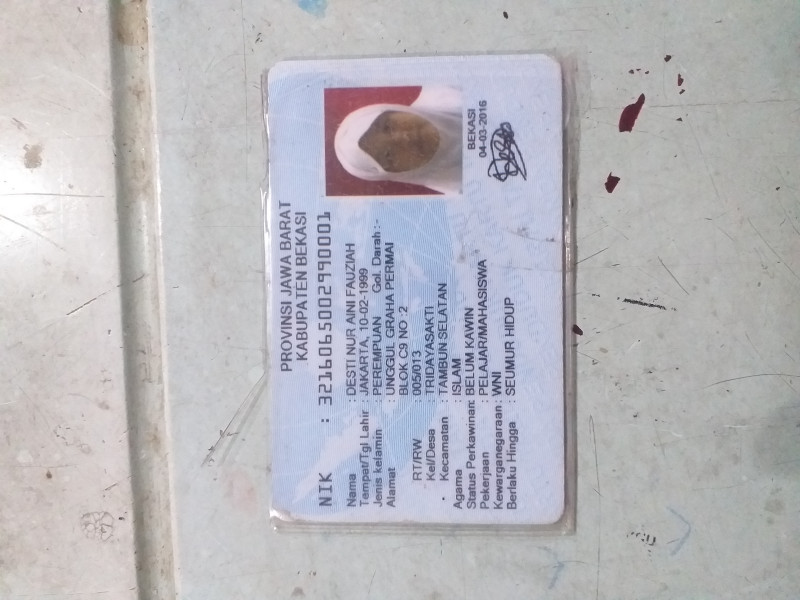 PROVINSI JAWA BARAT
KABUPATEN BEKASI
NIK : 3216065002990001
Nama : DESTI NUR AINI FAUZIAH
Tempat/Tgl Lahir : JAKARTA, 10-02-1999
Jenis kelamin : PEREMPUAN Gol. Darah : -
Alamat : UNGGUL GRAHA PERMAI
BLOK C9 NO. 2
RT/RW : 005/013
Kel/Desa : TRIDAYASAKTI
Kecamatan : TAMBUN SELATAN
Agama : ISLAM
Status Perkawinan: BELUM KAWIN
Pekerjaan : PELAJAR/MAHASISWA
Kewarganegaraan: WNI
Berlaku Hingga : SEUMUR HIDUP
BEKASI
04-03-2016